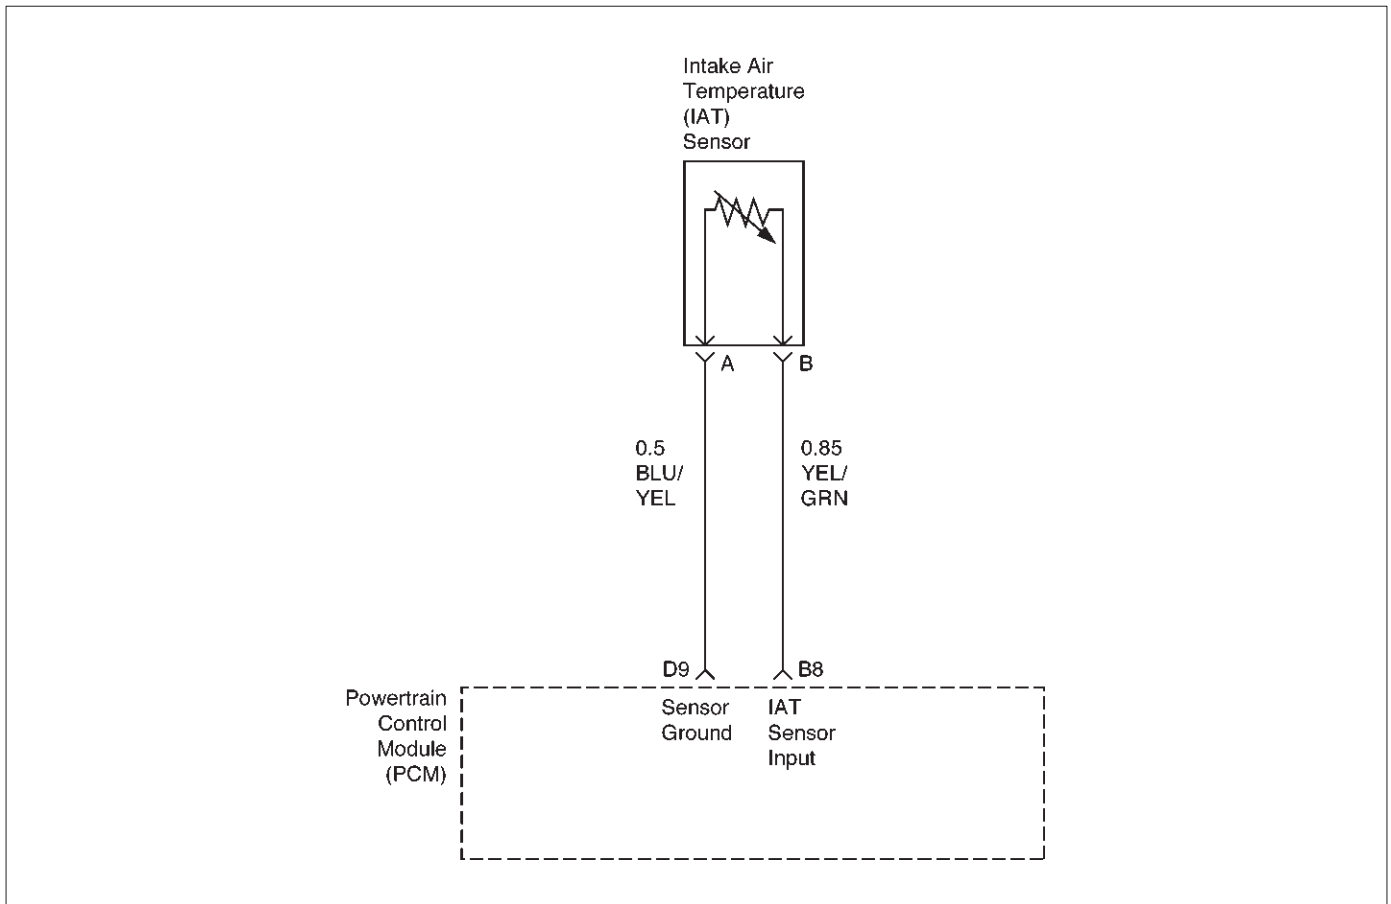 Intake Air
Temperature
(IAT)
Sensor
A
B
0.5
BLU/
YEL
0.85
YEL/
GRN
D9
B8
Powertrain
Control
Module
(PCM)
Sensor
Ground
IAT
Sensor
Input